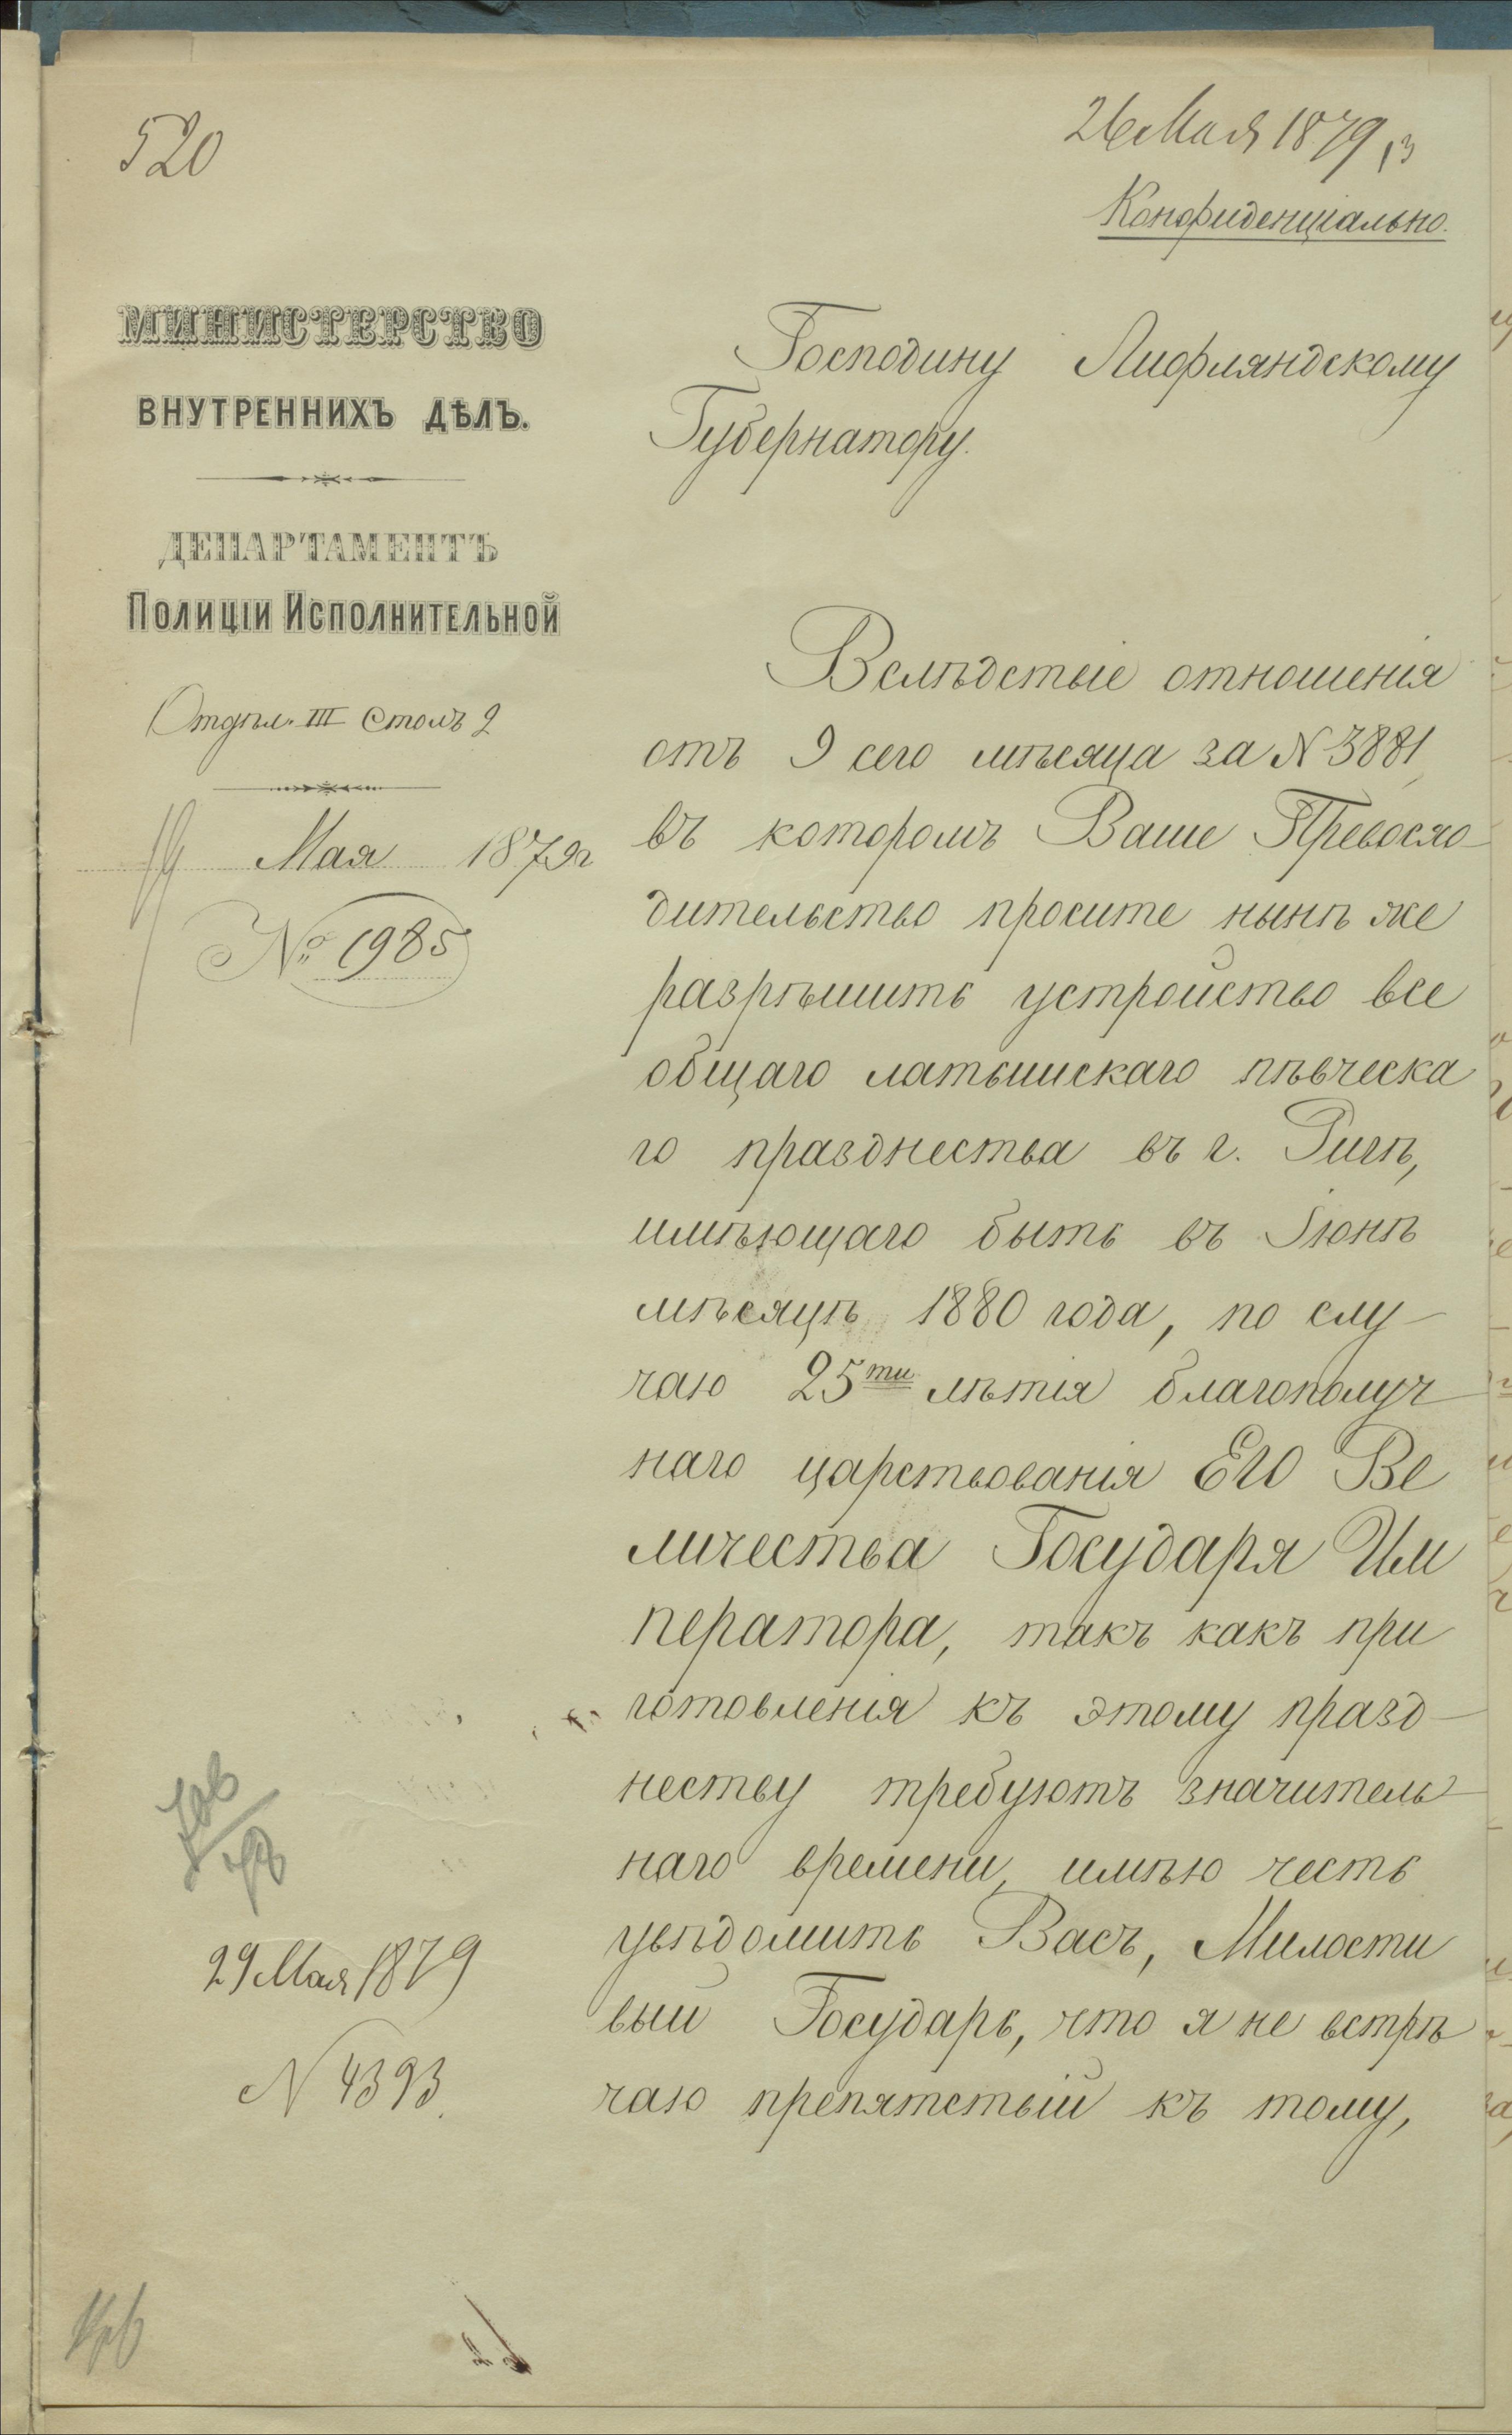 520
26 Мая 1879
Конфиденціально.
МИНИСТЕРСТВО
ВНУТРЕННИХЪ ДѢЛЪ.
ДЕПАРТАМЕНТЪ
ПОЛИЦІИ ИСПОЛНИТЕЛЬНОЙ
Отдѣл. III Столъ 2
19 Мая 1879 г
№ 1985
Господину Лифляндскому
Губернатору.
Вслѣдствіе отношенія
отъ 9 сего мѣсяца за N 3881
въ которомъ Ваше Превосхо-
дительство просите нынѣ же
разрѣшить устройство все
общаго латышскаго пѣвческа
го празднества въ г. Ригѣ,
имѣющаго быть въ Іюнѣ
мѣсяцѣ 1880 года, по слу-
чаю 25ти лѣтія благополуч
наго царствованія Его Ве
личества Государя Им
ператора, такъ какъ при
готовленія къ этому празд-
неству требуютъ значитель-
наго времени, имѣю честь
увѣдомить Васъ, Милости
вый Государь, что я не встрѣ
чаю препятствій къ тому,
29 Мая 1879
N 4393.